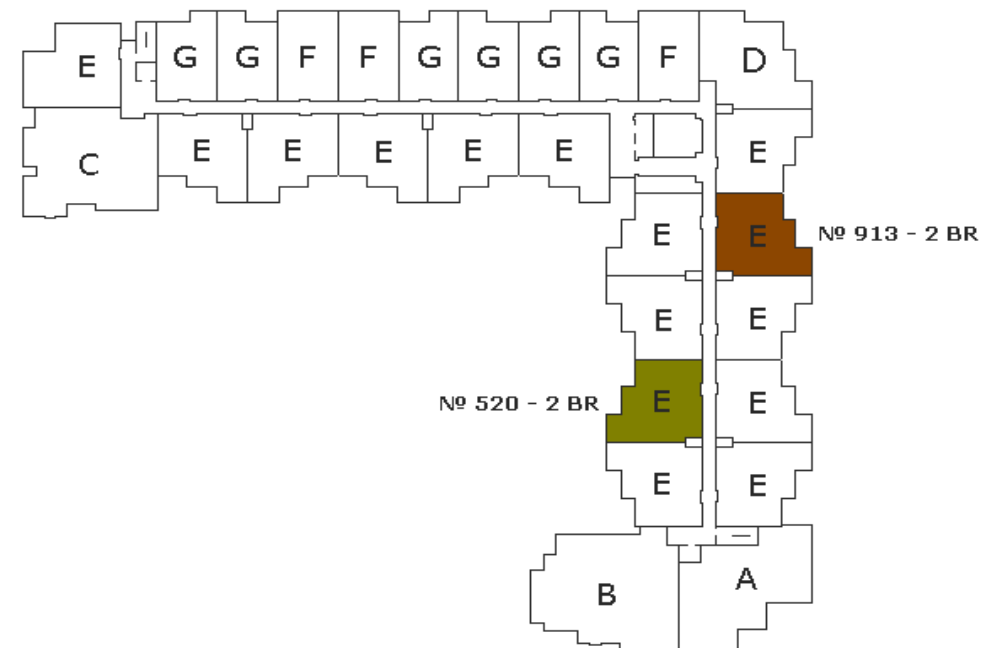 E G G F F G G G G F D
C E E E E E E
E E Nº 913 - 2 BR
E E
Nº 520 - 2 BR E E
E E
B A